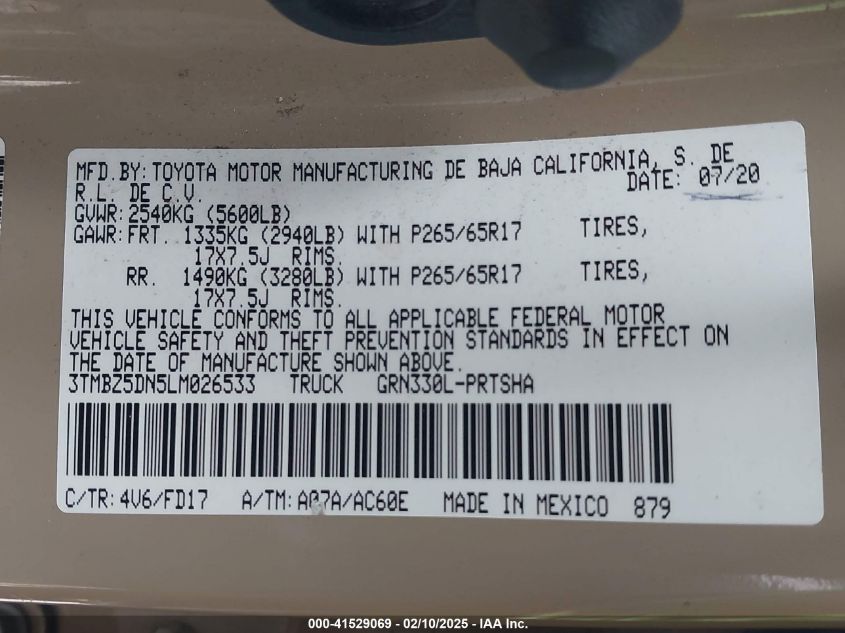 MFD.BY: TOYOTA MOTOR MANUFACTURING DE BAJA CALIFORNIA, S. DE
R.L. DE C.V. DATE: 07/20
GVWR: 2540KG (5600LB)
GAWR: FRT. 1335KG (2940LB) WITH P265/65R17 TIRES,
17X7.5J RIMS.
RR. 1490KG (3280LB) WITH P265/65R17 TIRES,
17X7.5J RIMS.
THIS VEHICLE CONFORMS TO ALL APPLICABLE FEDERAL MOTOR
VEHICLE SAFETY AND THEFT PREVENTION STANDARDS IN EFFECT ON
THE DATE OF MANUFACTURE SHOWN ABOVE.
3TMBZ5DN5LM026533 TRUCK GRN330L-PRTSHA
C/TR: 4V6/FD17 A/TM: A07A/AC60E MADE IN MEXICO 879
000-41529069 - 02/10/2025 - PRAA Inc.